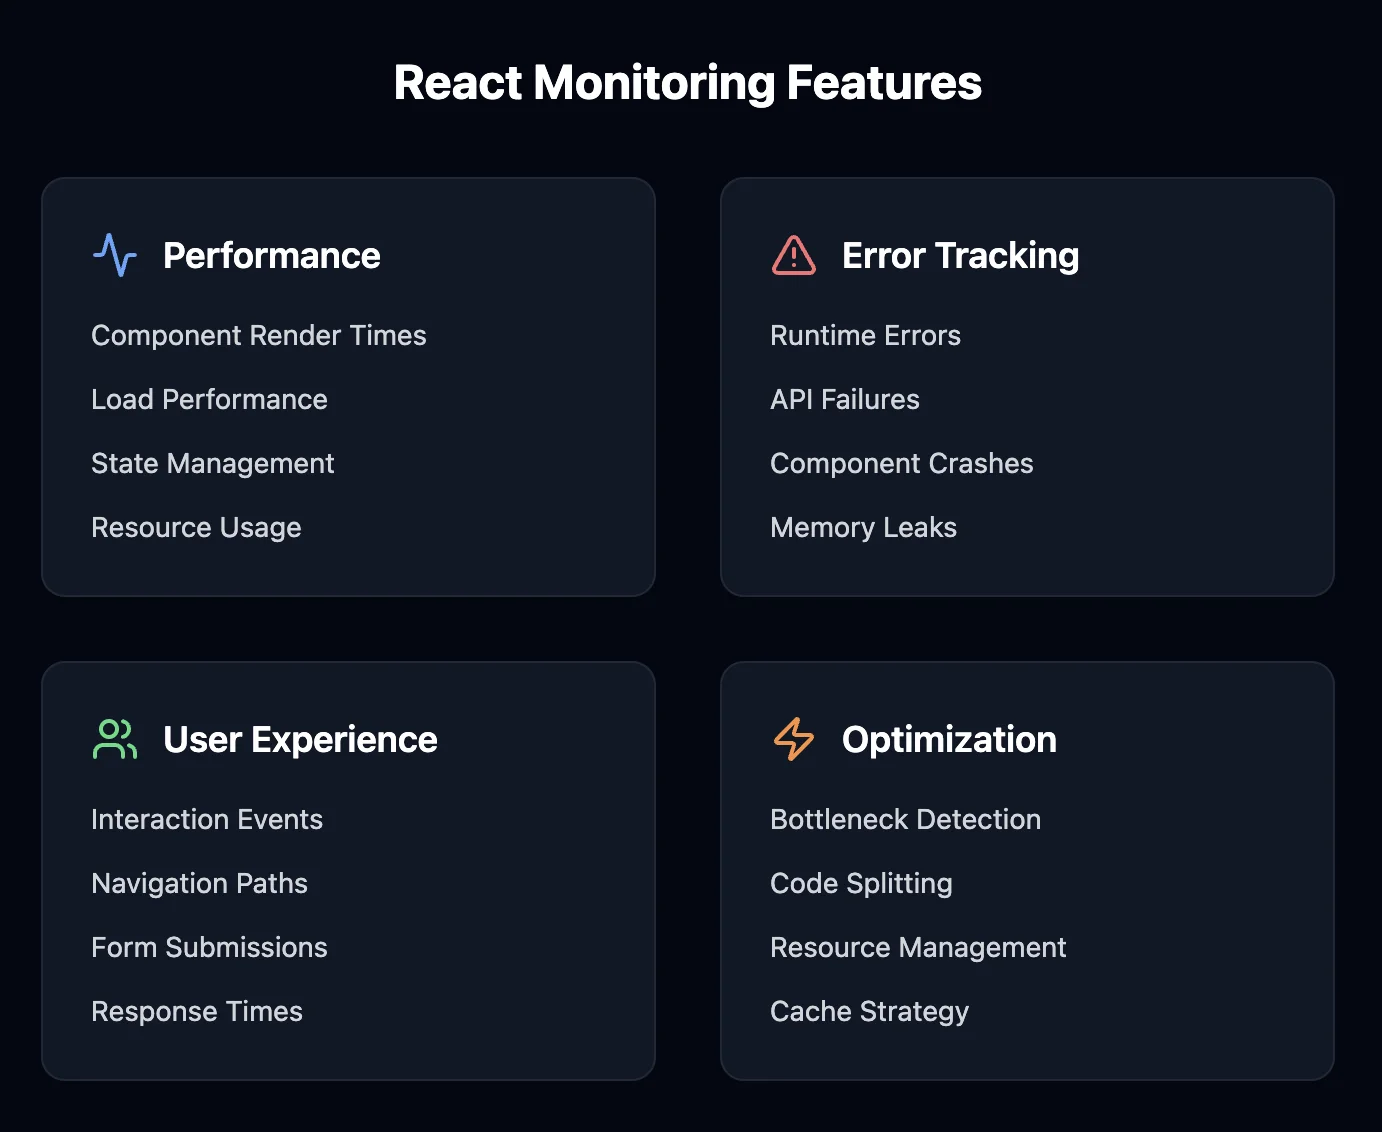 React Monitoring Features
Performance
Component Render Times
Load Performance
State Management
Resource Usage
Error Tracking
Runtime Errors
API Failures
Component Crashes
Memory Leaks
User Experience
Interaction Events
Navigation Paths
Form Submissions
Response Times
Optimization
Bottleneck Detection
Code Splitting
Resource Management
Cache Strategy